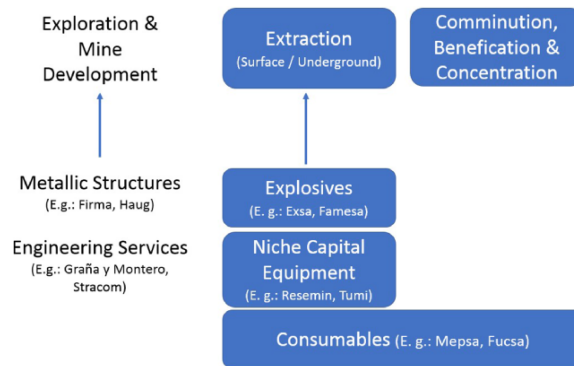 Exploration &
Mine
Development
Extraction
(Surface / Underground)
Comminution,
Benefication &
Concentration
Metallic Structures
(E.g.: Firma, Haug)
Explosives
(E. g.: Exsa, Famesa)
Engineering Services
(E.g.: Graña y Montero,
Stracom)
Niche Capital
Equipment
(E. g.: Resemin, Tumi)
Consumables (E. g.: Mepsa, Fucsa)